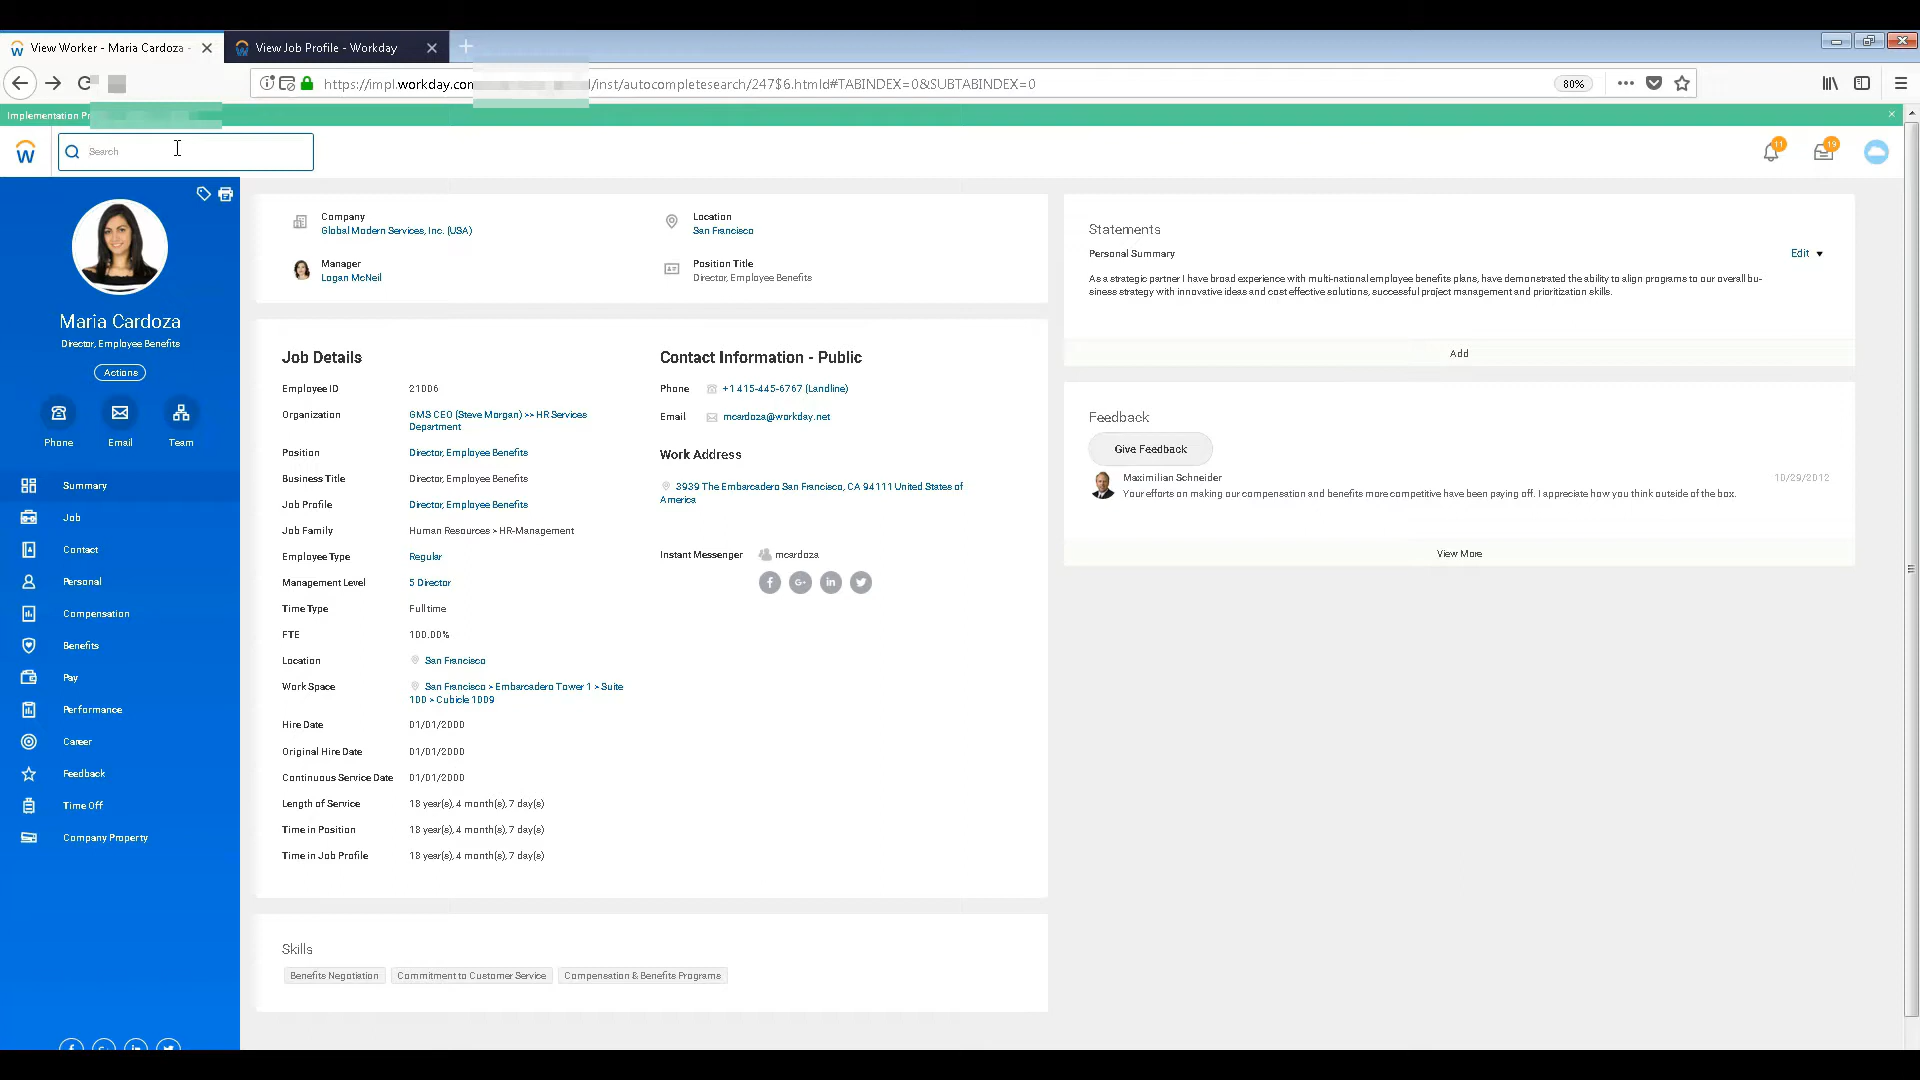 View Worker - Maria Cardoza -
View Job Profile - Workday
https://impl.workday.com
/inst/autocompletesearch/247$6.htmld#TABINDEX=0&SUBTABINDEX=0
80%
Implementation Pr
Search
11
19
Maria Cardoza
Director, Employee Benefits
Actions
Phone
Email
Team
Summary
Job
Contact
Personal
Compensation
Benefits
Pay
Performance
Career
Feedback
Time Off
Company Property
Company
Global Modern Services, Inc. (USA)
Location
San Francisco
Manager
Logan McNeil
Position Title
Director, Employee Benefits
Job Details
Employee ID 21006
Organization GMS CEO (Steve Morgan) >> HR Services
Department
Position Director, Employee Benefits
Business Title Director, Employee Benefits
Job Profile Director, Employee Benefits
Job Family Human Resources > HR-Management
Employee Type Regular
Management Level 5 Director
Time Type Full time
FTE 100.00%
Location San Francisco
Work Space San Francisco > Embarcadero Tower 1 > Suite
100 > Cubicle 1009
Hire Date 01/01/2000
Original Hire Date 01/01/2000
Continuous Service Date 01/01/2000
Length of Service 18 year(s), 4 month(s), 7 day(s)
Time in Position 18 year(s), 4 month(s), 7 day(s)
Time in Job Profile 18 year(s), 4 month(s), 7 day(s)
Contact Information - Public
Phone +1 415-445-6767 (Landline)
Email mcardoza@workday.net
Work Address
3939 The Embarcadero San Francisco, CA 94111 United States of
America
Instant Messenger mcardoza
Skills
Benefits Negotiation
Commitment to Customer Service
Compensation & Benefits Programs
Statements
Personal Summary
Edit
As a strategic partner I have broad experience with multi-national employee benefits plans, have demonstrated the ability to align programs to our overall bu-
siness strategy with innovative ideas and cost effective solutions, successful project management and prioritization skills.
Add
Feedback
Give Feedback
Maximilian Schneider
10/29/2012
Your efforts on making our compensation and benefits more competitive have been paying off. I appreciate how you think outside of the box.
View More